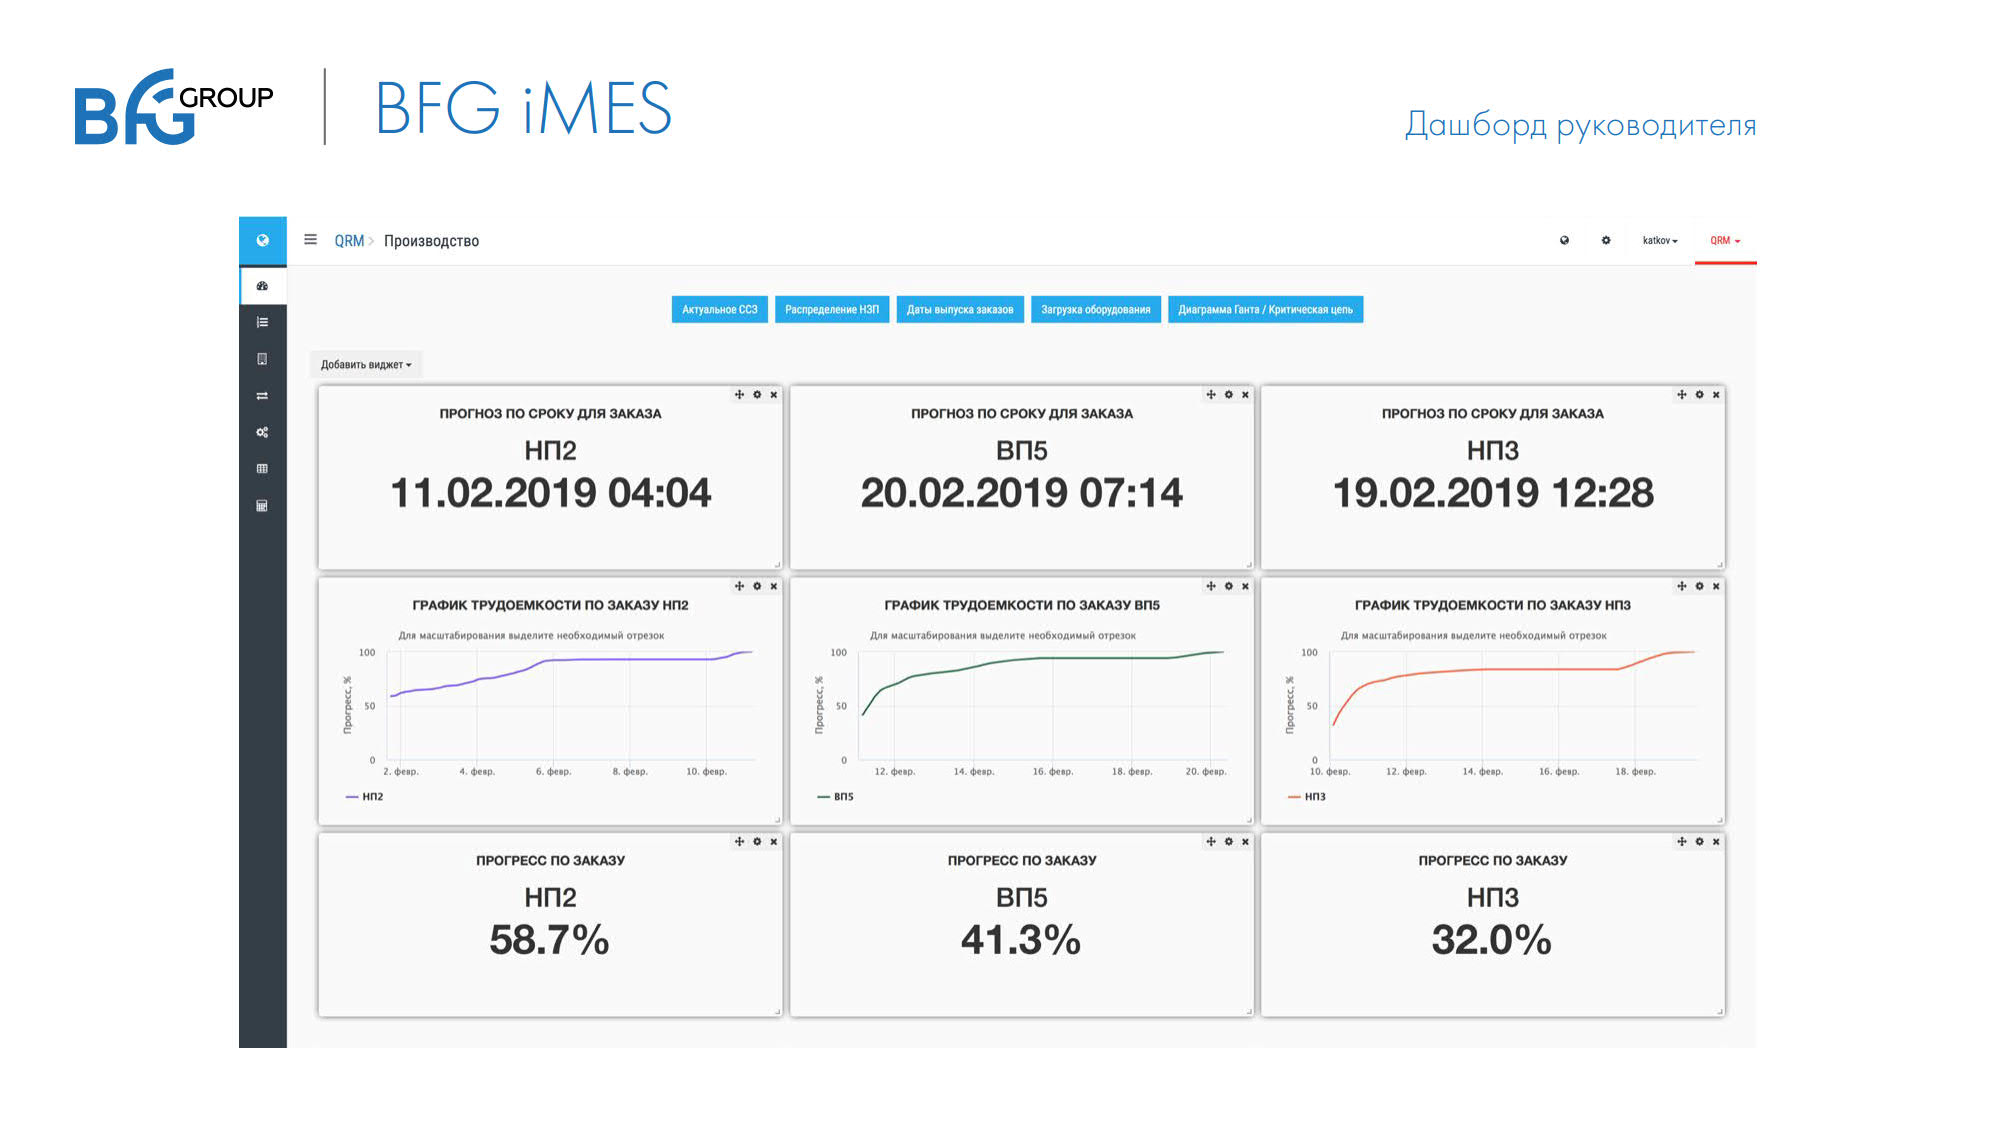 BFG GROUP
BFG iMES
Дашборд руководителя
QRM > Производство
katkov
QRM
Актуальное ССЗ
Распределение НЗП
Даты выпуска заказов
Загрузка оборудования
Диаграмма Ганта / Критическая цепь
Добавить виджет
ПРОГНОЗ ПО СРОКУ ДЛЯ ЗАКАЗА
НП2
11.02.2019 04:04
ПРОГНОЗ ПО СРОКУ ДЛЯ ЗАКАЗА
ВП5
20.02.2019 07:14
ПРОГНОЗ ПО СРОКУ ДЛЯ ЗАКАЗА
НП3
19.02.2019 12:28
ГРАФИК ТРУДОЕМКОСТИ ПО ЗАКАЗУ НП2
Для масштабирования выделите необходимый отрезок
Прогресс, %
100
50
0
2. февр.
4. февр.
6. февр.
8. февр.
10. февр.
НП2
ГРАФИК ТРУДОЕМКОСТИ ПО ЗАКАЗУ ВП5
Для масштабирования выделите необходимый отрезок
Прогресс, %
100
50
0
12. февр.
14. февр.
16. февр.
18. февр.
20. февр.
ВП5
ГРАФИК ТРУДОЕМКОСТИ ПО ЗАКАЗУ НП3
Для масштабирования выделите необходимый отрезок
Прогресс, %
100
50
0
10. февр.
12. февр.
14. февр.
16. февр.
18. февр.
НП3
ПРОГРЕСС ПО ЗАКАЗУ
НП2
58.7%
ПРОГРЕСС ПО ЗАКАЗУ
ВП5
41.3%
ПРОГРЕСС ПО ЗАКАЗУ
НП3
32.0%